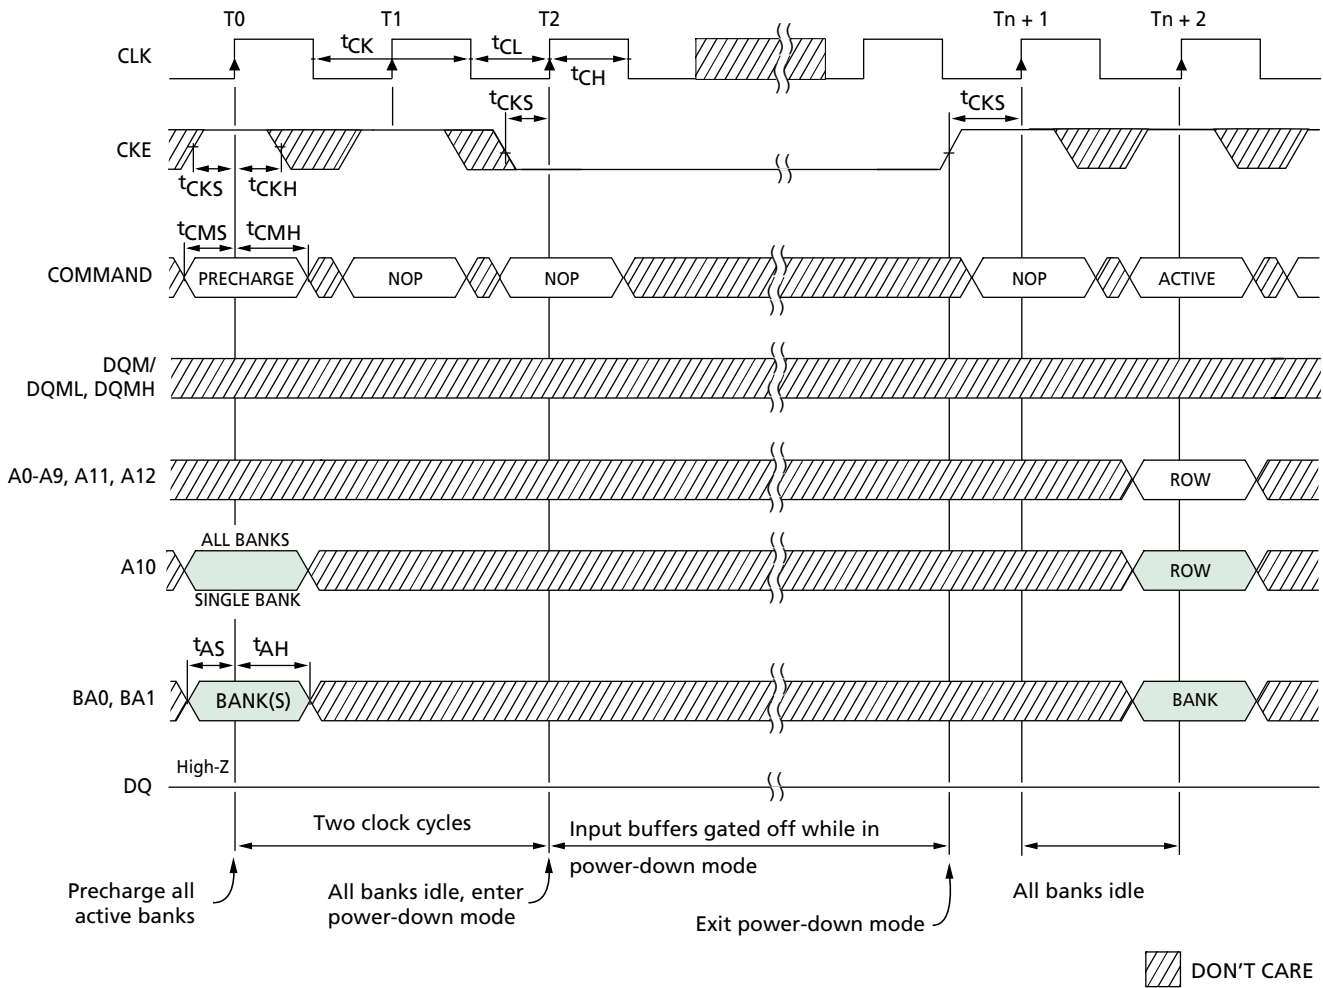 T0 T1 T2 Tn + 1 Tn + 2
CLK
tCK tCL tCH
tCKS tCKS
CKE
tCKS tCKH
tCMS tCMH
COMMAND PRECHARGE NOP NOP NOP ACTIVE
DQM/
DQML, DQMH
A0-A9, A11, A12 ROW
ALL BANKS
A10 ROW
SINGLE BANK
tAS tAH
BA0, BA1 BANK(S) BANK
High-Z
DQ
Two clock cycles
Input buffers gated off while in
power-down mode
Precharge all
active banks
All banks idle, enter
power-down mode
Exit power-down mode
All banks idle
DON'T CARE